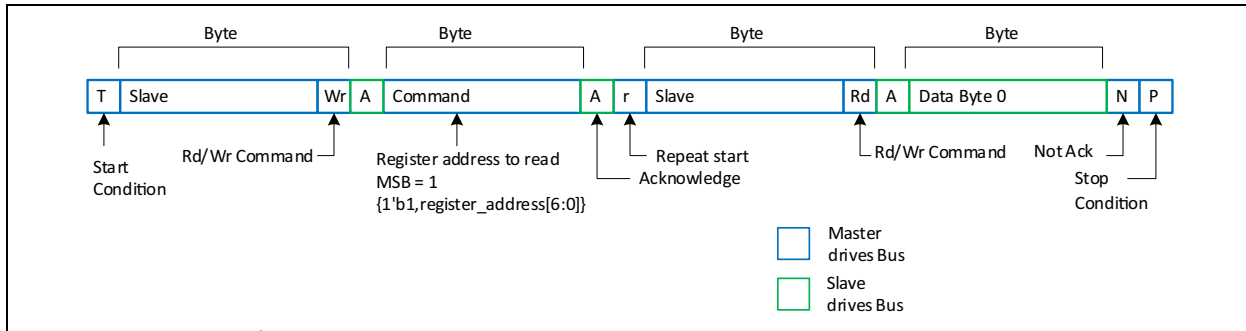 Byte Byte Byte Byte
T Slave Wr A Command A r Slave Rd A Data Byte 0 N P
Start
Condition
Rd/Wr Command
Register address to read
MSB = 1
{1'b1,register_address[6:0]}
Repeat start
Acknowledge
Rd/Wr Command
Not Ack
Stop
Condition
Master
drives Bus
Slave
drives Bus